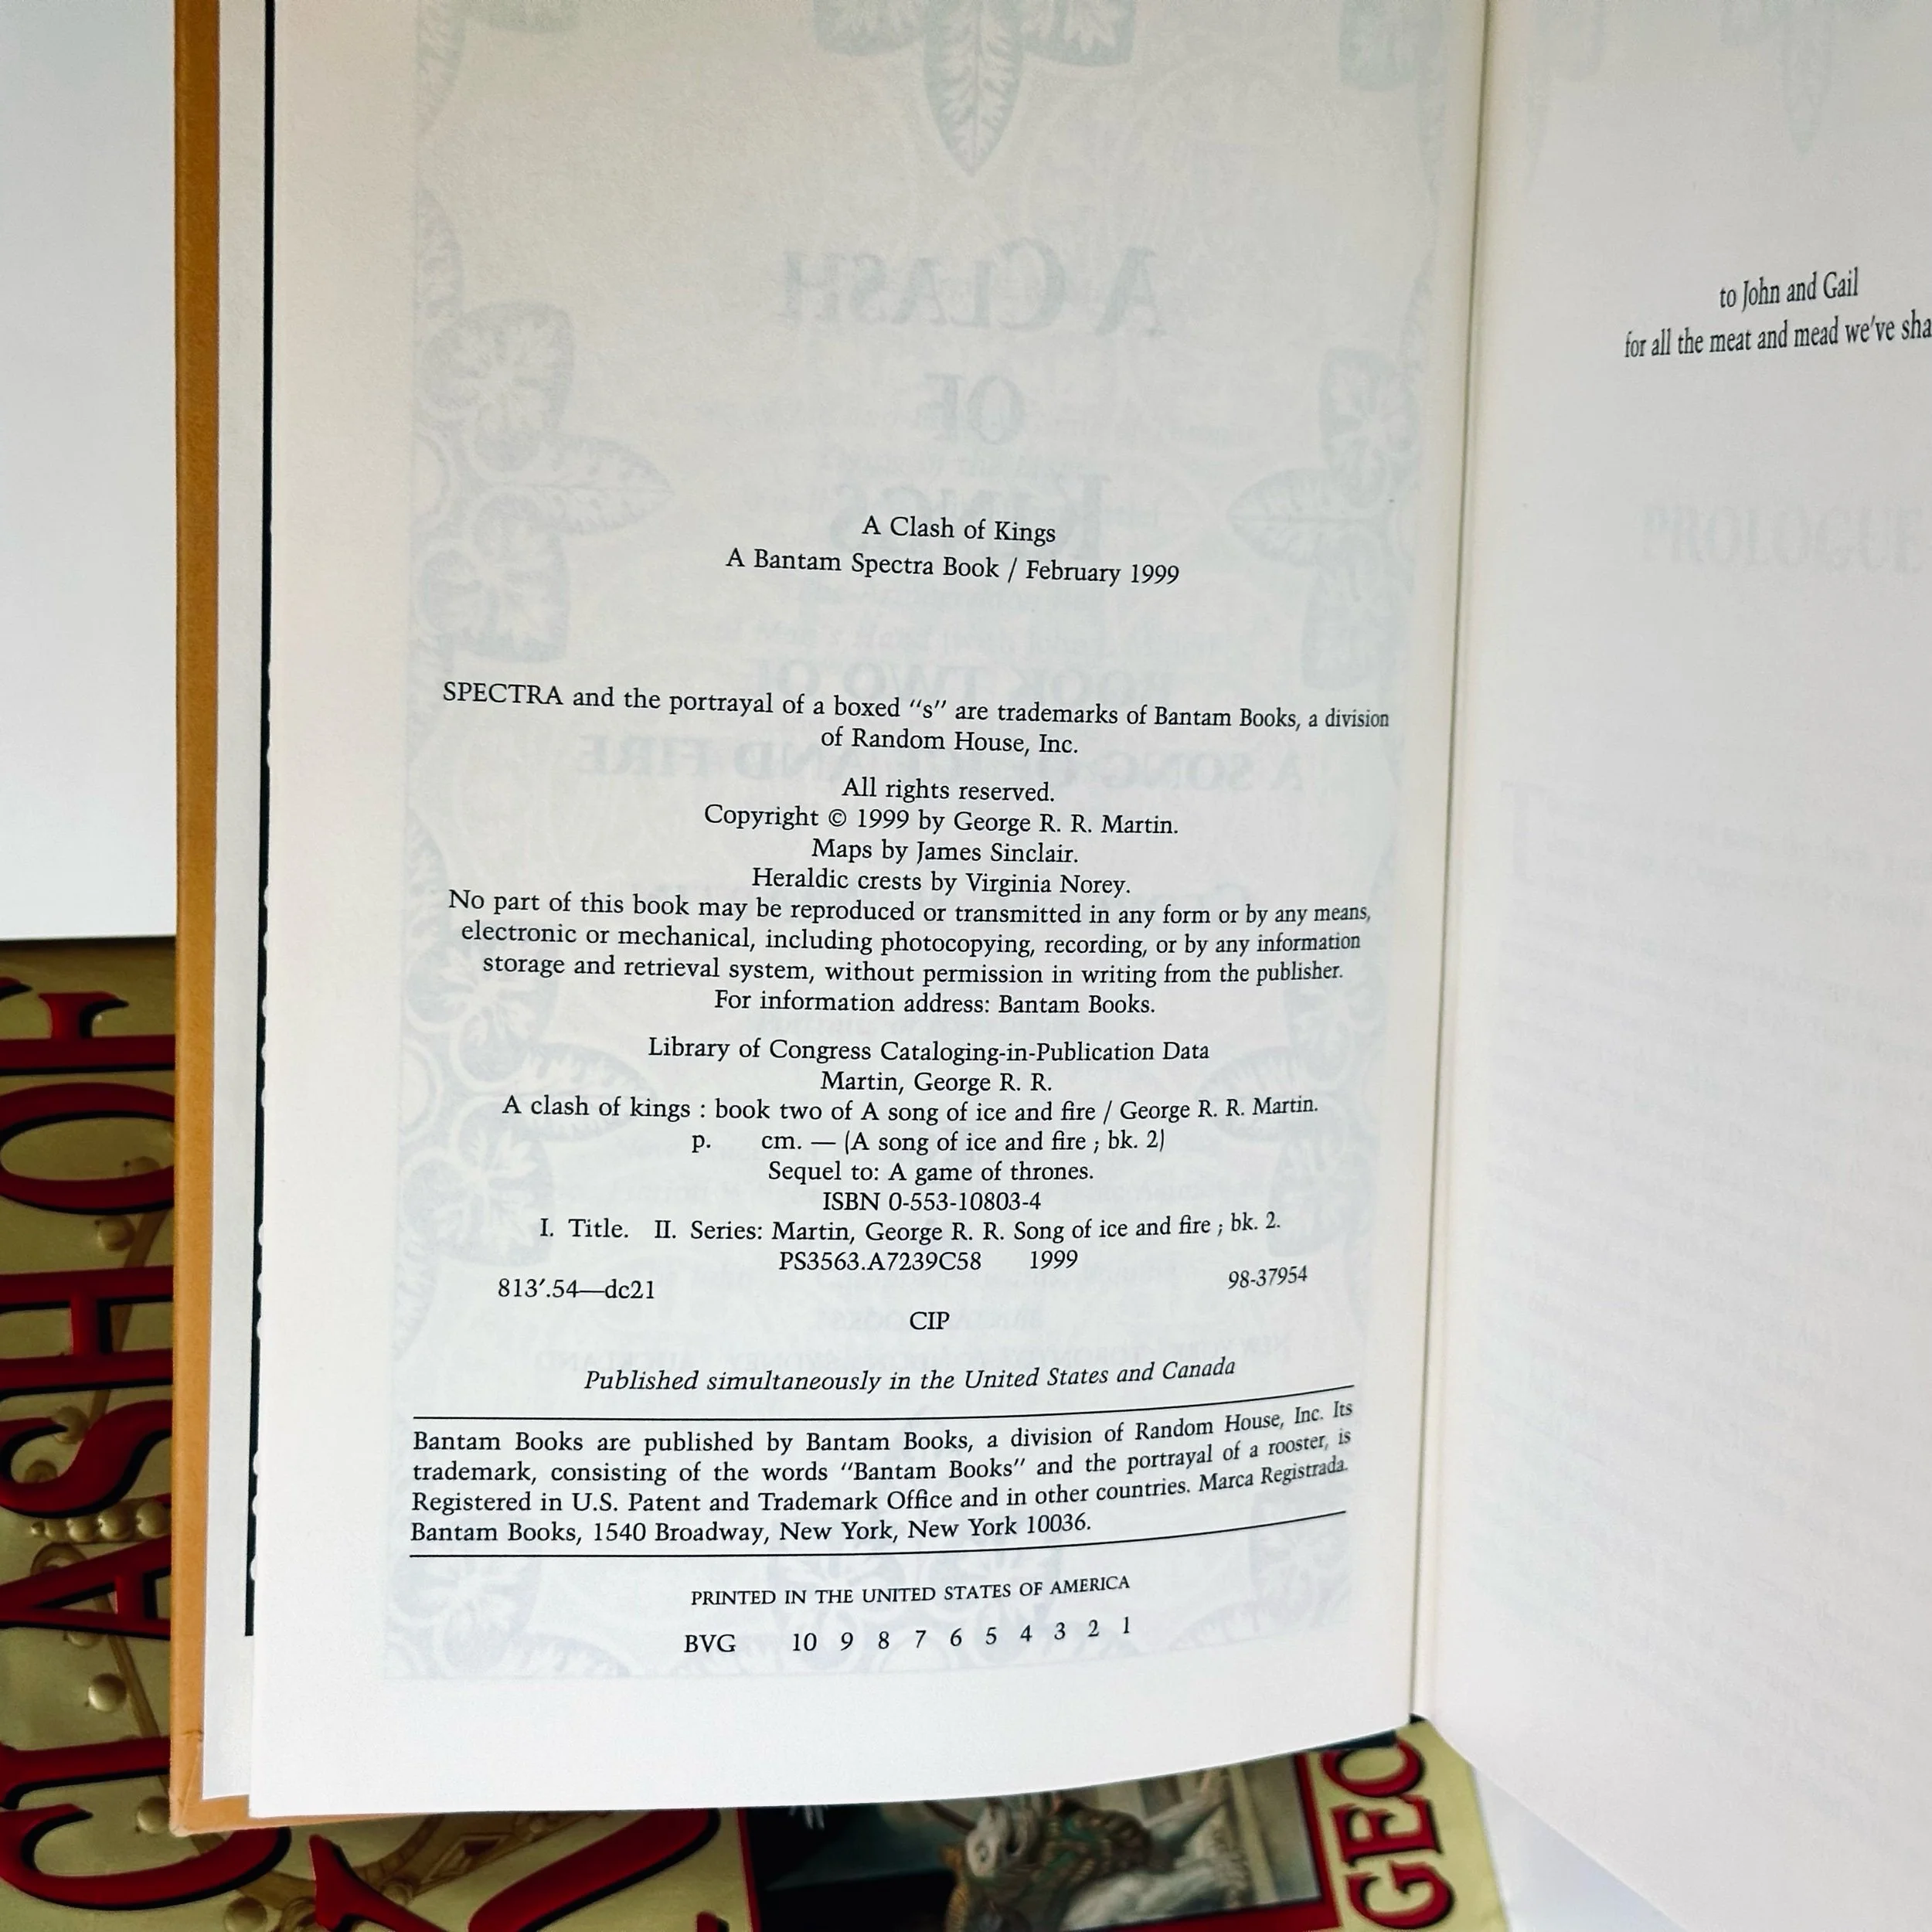 A Clash of Kings
A Bantam Spectra Book / February 1999
SPECTRA and the portrayal of a boxed “s” are trademarks of Bantam Books, a division
of Random House, Inc.
All rights reserved.
Copyright © 1999 by George R. R. Martin.
Maps by James Sinclair.
Heraldic crests by Virginia Norey.
No part of this book may be reproduced or transmitted in any form or by any means,
electronic or mechanical, including photocopying, recording, or by any information
storage and retrieval system, without permission in writing from the publisher.
For information address: Bantam Books.
Library of Congress Cataloging-in-Publication Data
Martin, George R. R.
A clash of kings : book two of A song of ice and fire / George R. R. Martin.
p. cm. — (A song of ice and fire ; bk. 2)
Sequel to: A game of thrones.
ISBN 0-553-10803-4
I. Title. II. Series: Martin, George R. R. Song of ice and fire ; bk. 2.
PS3563.A7239C58 1999
813′.54—dc21 98-37954
CIP
Published simultaneously in the United States and Canada
Bantam Books are published by Bantam Books, a division of Random House, Inc. Its
trademark, consisting of the words “Bantam Books” and the portrayal of a rooster, is
Registered in U.S. Patent and Trademark Office and in other countries. Marca Registrada.
Bantam Books, 1540 Broadway, New York, New York 10036.
PRINTED IN THE UNITED STATES OF AMERICA
BVG 10 9 8 7 6 5 4 3 2 1
to John and Gail
for all the meat and mead we've sha
CLASH OF
GEO